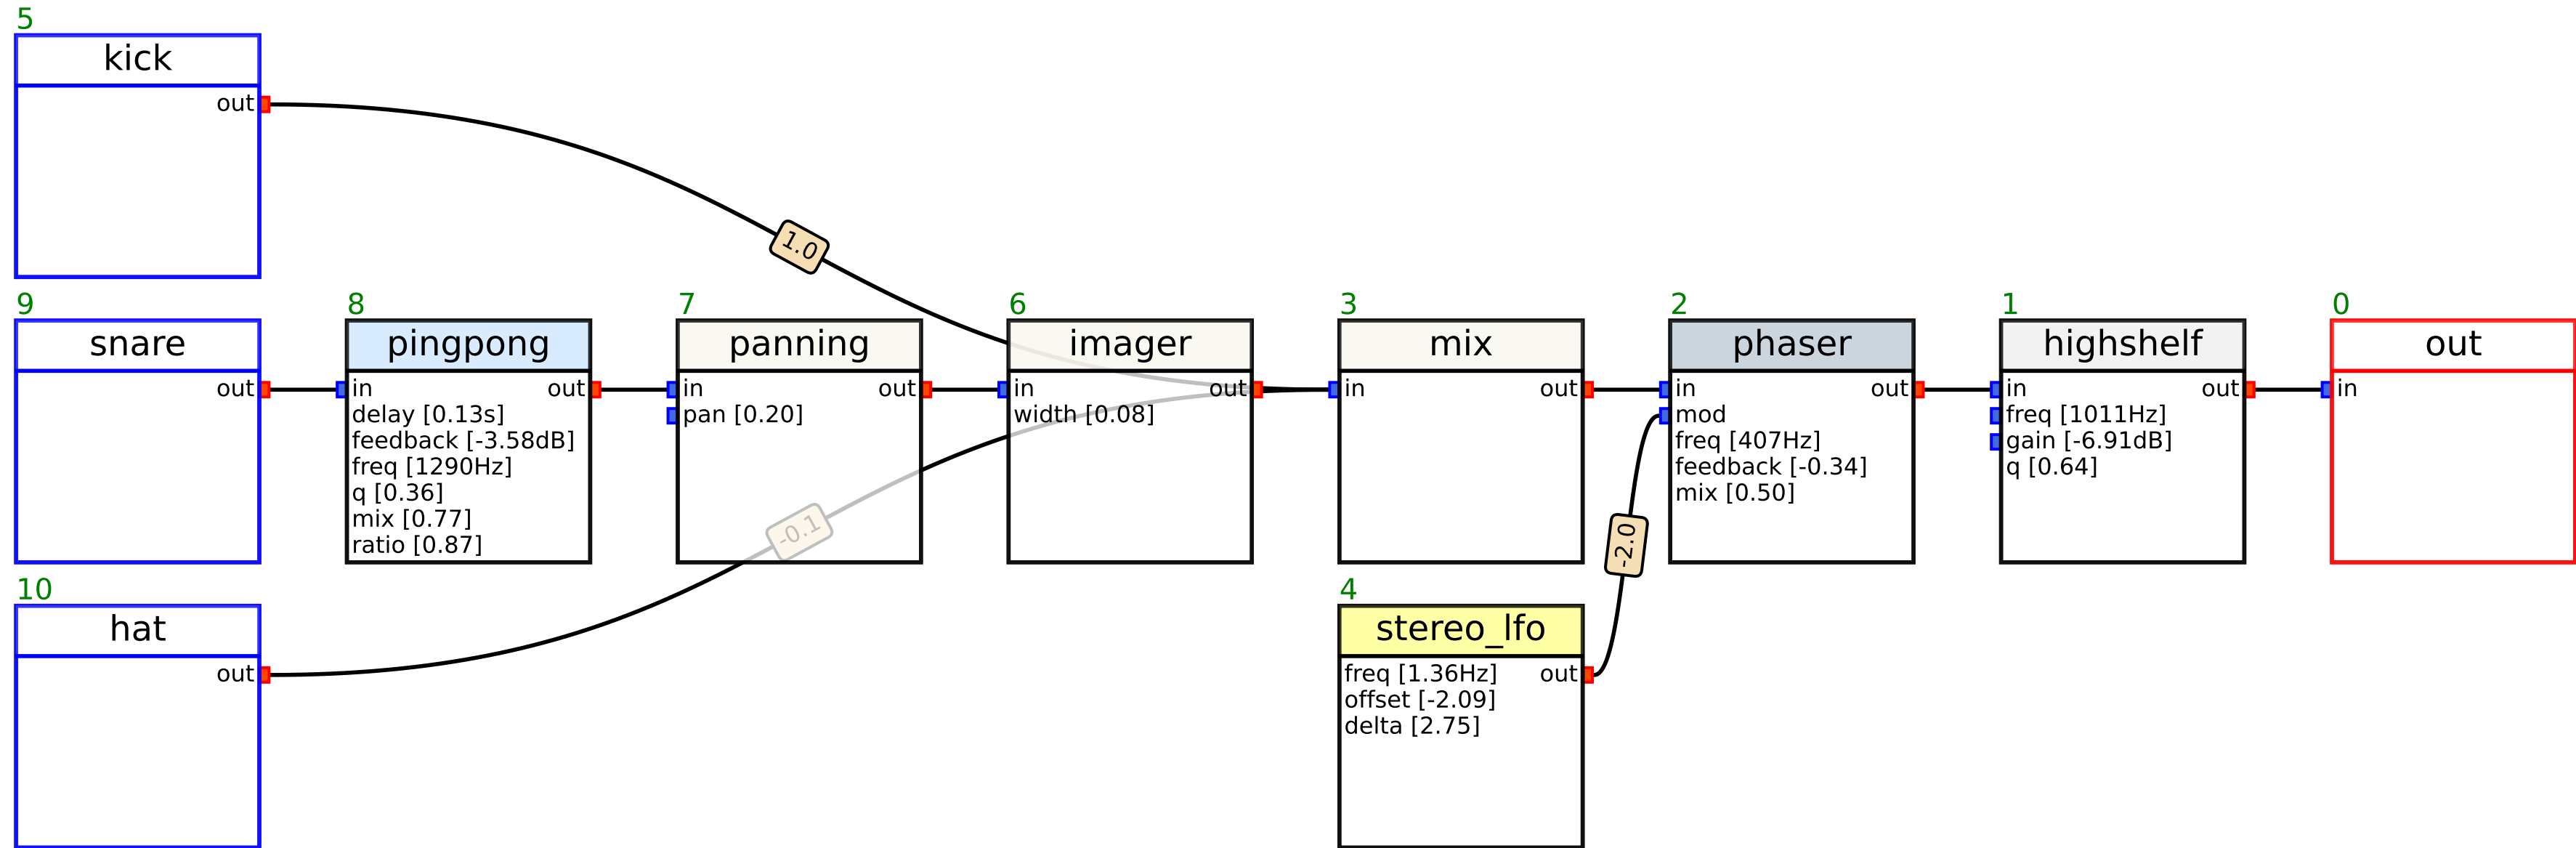 5
kick
out
1.0
9
snare
out
8
pingpong
in out
delay [0.13s]
feedback [-3.58dB]
freq [1290Hz]
q [0.36]
mix [0.77]
ratio [0.87]
7
panning
in out
pan [0.20]
6
imager
in out
width [0.08]
3
mix
in out
2
phaser
in out
mod
freq [407Hz]
feedback [-0.34]
mix [0.50]
1
highshelf
in out
freq [1011Hz]
gain [-6.91dB]
q [0.64]
0
out
in
-0.1
-2.0
10
hat
out
4
stereo_lfo
freq [1.36Hz] out
offset [-2.09]
delta [2.75]